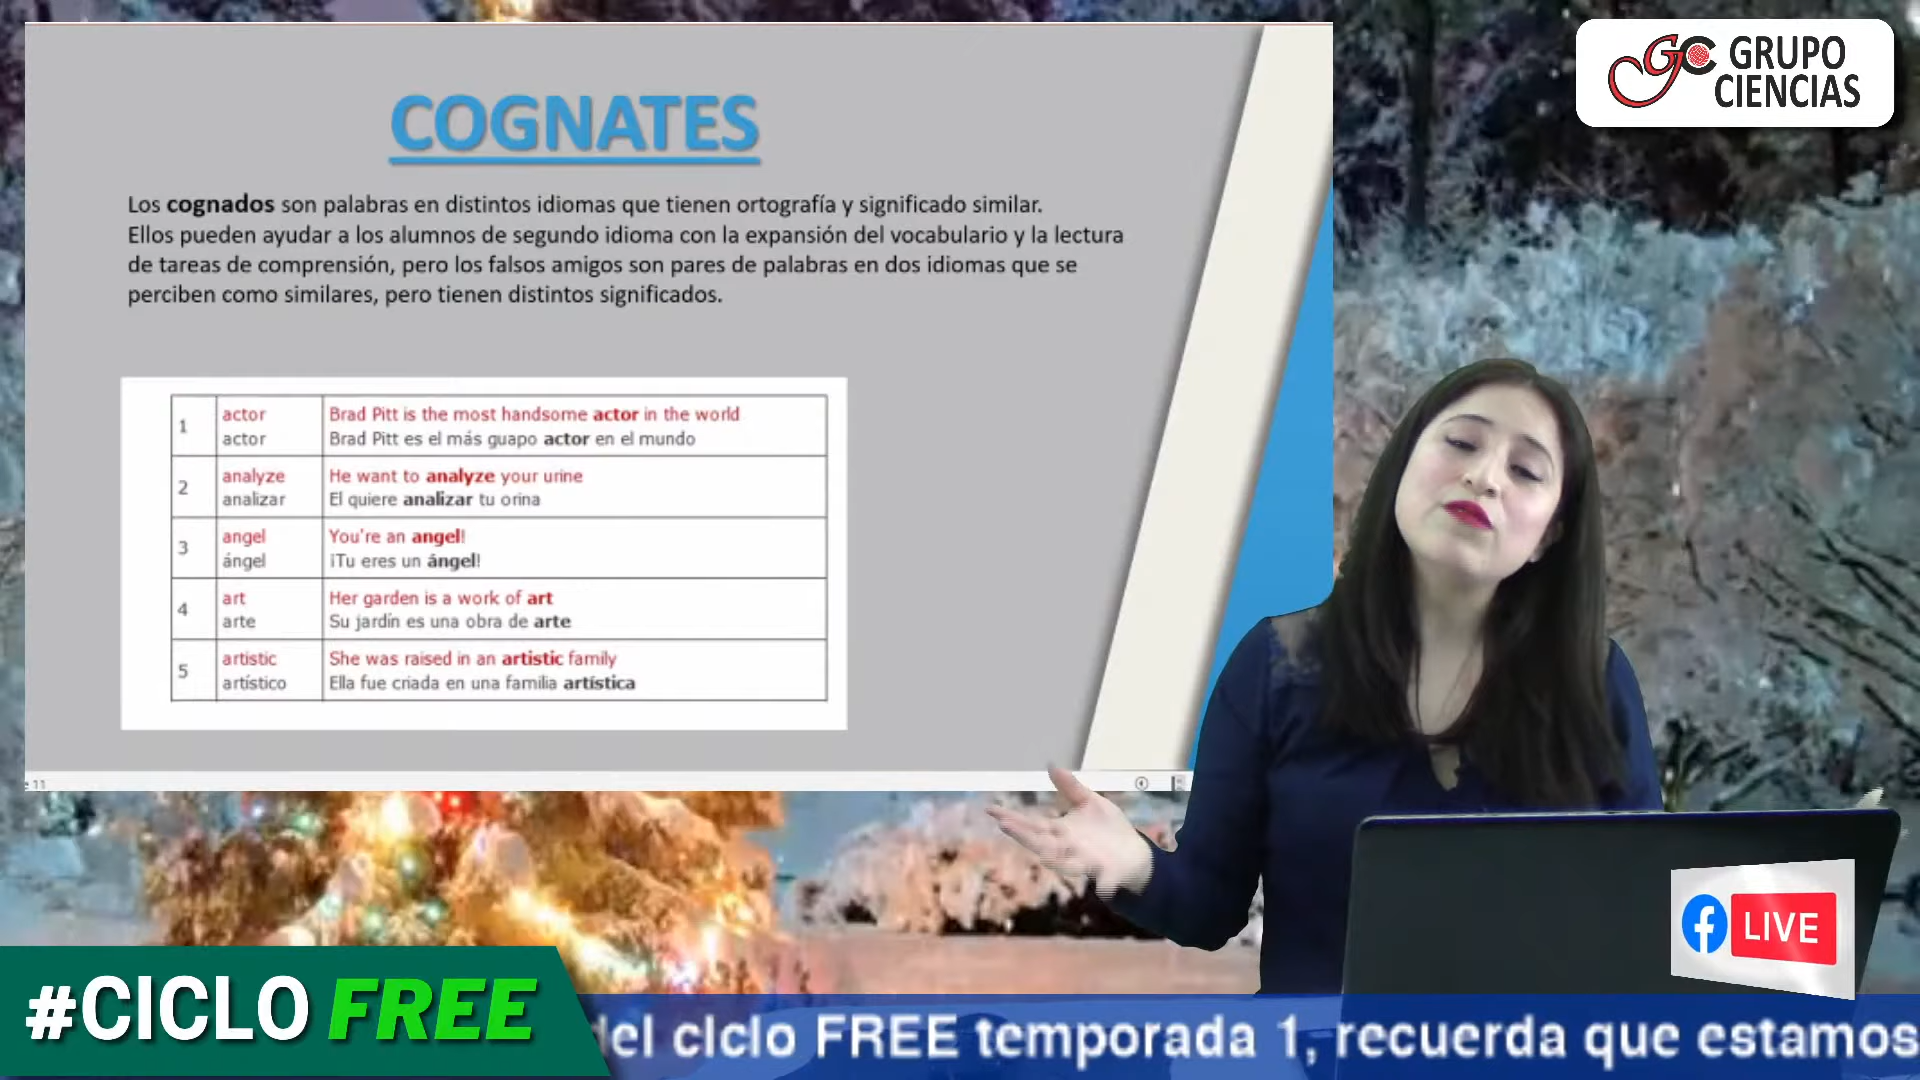 GRUPO
CIENCIAS
COGNATES
Los cognados son palabras en distintos idiomas que tienen ortografía y significado similar.
Ellos pueden ayudar a los alumnos de segundo idioma con la expansión del vocabulario y la lectura
de tareas de comprensión, pero los falsos amigos son pares de palabras en dos idiomas que se
perciben como similares, pero tienen distintos significados.
1
actor
Brad Pitt is the most handsome actor in the world
actor
Brad Pitt es el más guapo actor en el mundo
2
analyze
He want to analyze your urine
analizar
El quiere analizar tu orina
3
angel
You're an angel!
ángel
¡Tu eres un ángel!
4
art
Her garden is a work of art
arte
Su jardín es una obra de arte
5
artistic
She was raised in an artistic family
artístico
Ella fue criada en una familia artística
11
LIVE
#CICLO FREE
del ciclo FREE temporada 1, recuerda que estamos